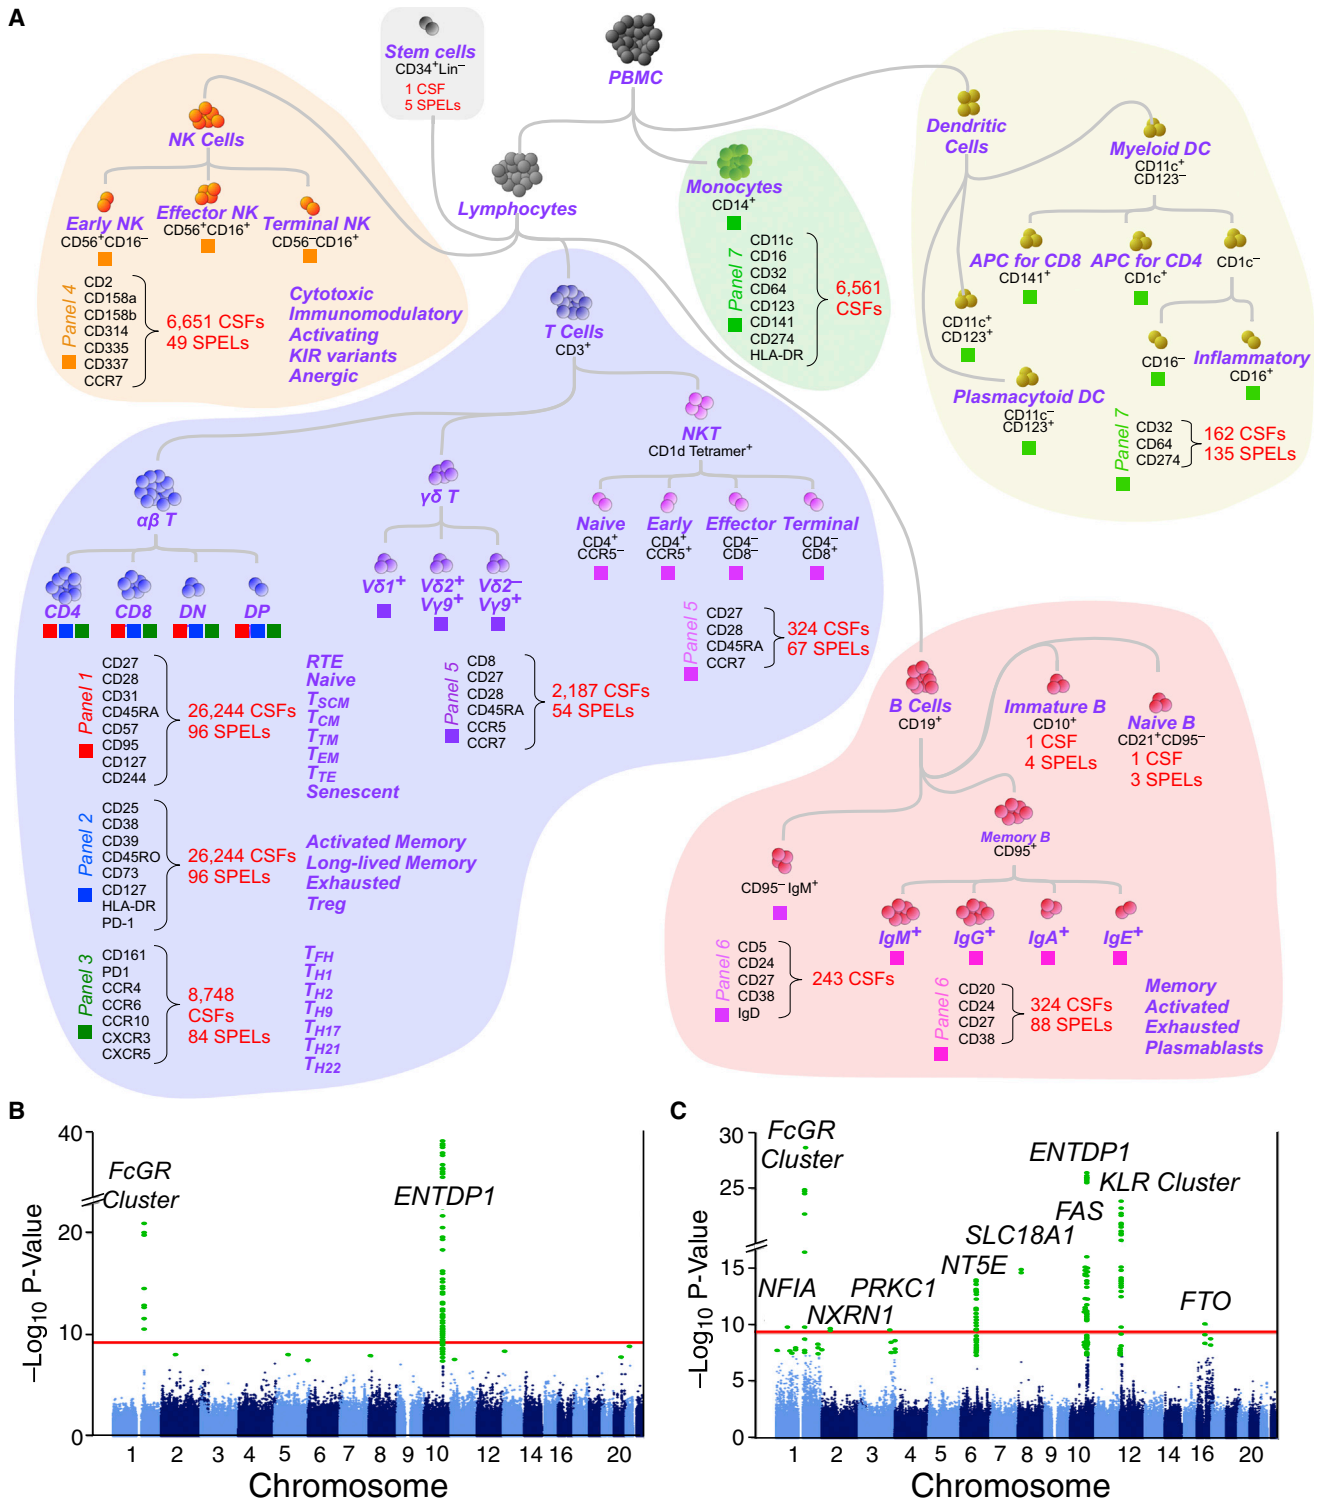 A
Stem cells
CD34+Lin−
1 CSF
5 SPELs
PBMC
NK Cells
Early NK
CD56+CD16−
Effector NK
CD56+CD16+
Terminal NK
CD56−CD16+
Panel 4
CD2
CD158a
CD158b
CD314
CD335
CD337
CCR7
6,651 CSFs
49 SPELs
Cytotoxic
Immunomodulatory
Activating
KIR variants
Anergic
Lymphocytes
Monocytes
CD14+
Panel 7
CD11c
CD16
CD32
CD64
CD123
CD141
CD274
HLA-DR
6,561
CSFs
Dendritic
Cells
Myeloid DC
CD11c+
CD123−
APC for CD8
CD141+
APC for CD4
CD1c+
CD1c−
CD11c+
CD123+
CD16−
Inflammatory
CD16+
Plasmacytoid DC
CD11c−
CD123+
Panel 7
CD32
CD64
CD274
162 CSFs
135 SPELs
T Cells
CD3+
αβ T
CD4
CD8
DN
DP
γδ T
Vδ1+
Vδ2+
Vγ9+
Vδ2−
Vγ9+
NKT
CD1d Tetramer+
Naive
CD4+
CCR5−
Early
CD4+
CCR5+
Effector
CD4−
CD8−
Terminal
CD4−
CD8+
Panel 5
CD27
CD28
CD45RA
CCR7
324 CSFs
67 SPELs
Panel 5
CD8
CD27
CD28
CD45RA
CCR5
CCR7
2,187 CSFs
54 SPELs
Panel 1
CD27
CD28
CD31
CD45RA
CD57
CD95
CD127
CD244
26,244 CSFs
96 SPELs
RTE
Naive
TSCM
TCM
TTM
TEM
TTE
Senescent
Panel 2
CD25
CD38
CD39
CD45RO
CD73
CD127
HLA-DR
PD-1
26,244 CSFs
96 SPELs
Activated Memory
Long-lived Memory
Exhausted
Treg
Panel 3
CD161
PD1
CCR4
CCR6
CCR10
CXCR3
CXCR5
8,748
CSFs
84 SPELs
TFH
TH1
TH2
TH9
TH17
TH21
TH22
B Cells
CD19+
Immature B
CD10+
1 CSF
4 SPELs
Naive B
CD21+CD95−
1 CSF
3 SPELs
Memory B
CD95+
CD95− IgM+
IgM+
IgG+
IgA+
IgE+
Panel 6
CD5
CD24
CD27
CD38
IgD
243 CSFs
Panel 6
CD20
CD24
CD27
CD38
324 CSFs
88 SPELs
Memory
Activated
Exhausted
Plasmablasts
B
−Log10 P-Value
40
20
10
0
FcGR
Cluster
ENTDP1
1 2 3 4 5 6 7 8 9 10 12 14 16 20
Chromosome
C
−Log10 P-Value
30
25
15
10
5
0
FcGR
Cluster
ENTDP1
KLR Cluster
FAS
SLC18A1
NT5E
NFIA
PRKC1
NXRN1
FTO
1 2 3 4 5 6 7 8 9 10 12 14 16 20
Chromosome